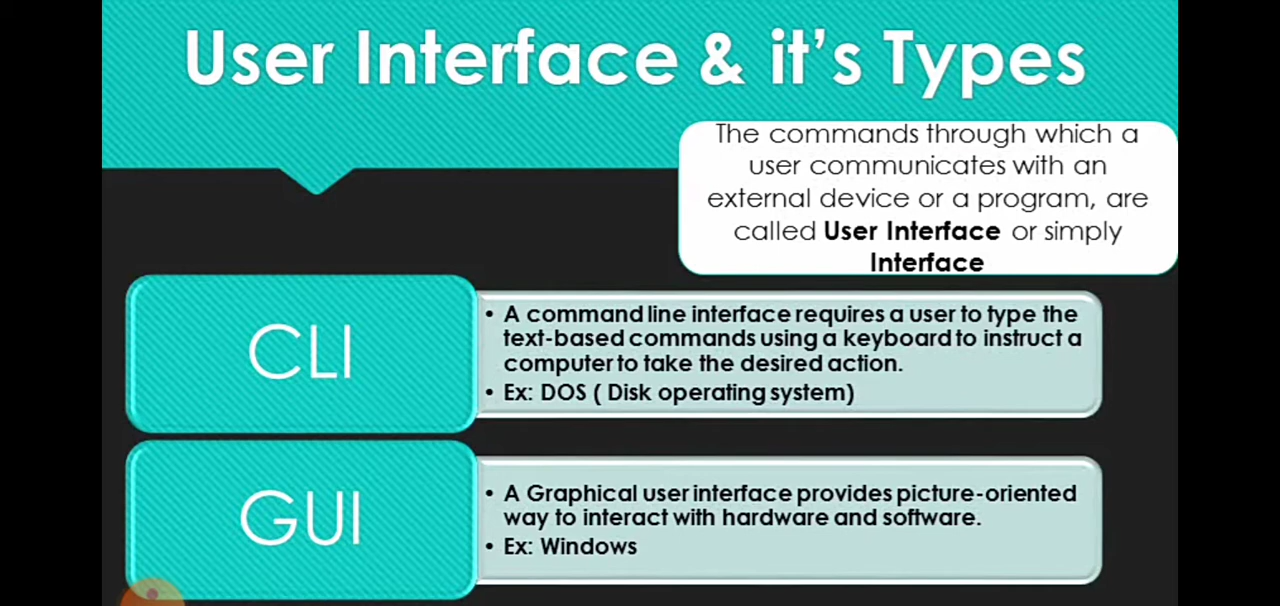 User Interface & it's Types
The commands through which a
user communicates with an
external device or a program, are
called User Interface or simply
Interface
CLI
• A command line interface requires a user to type the
text-based commands using a keyboard to instruct a
computer to take the desired action.
• Ex: DOS ( Disk operating system)
GUI
• A Graphical user interface provides picture-oriented
way to interact with hardware and software.
• Ex: Windows